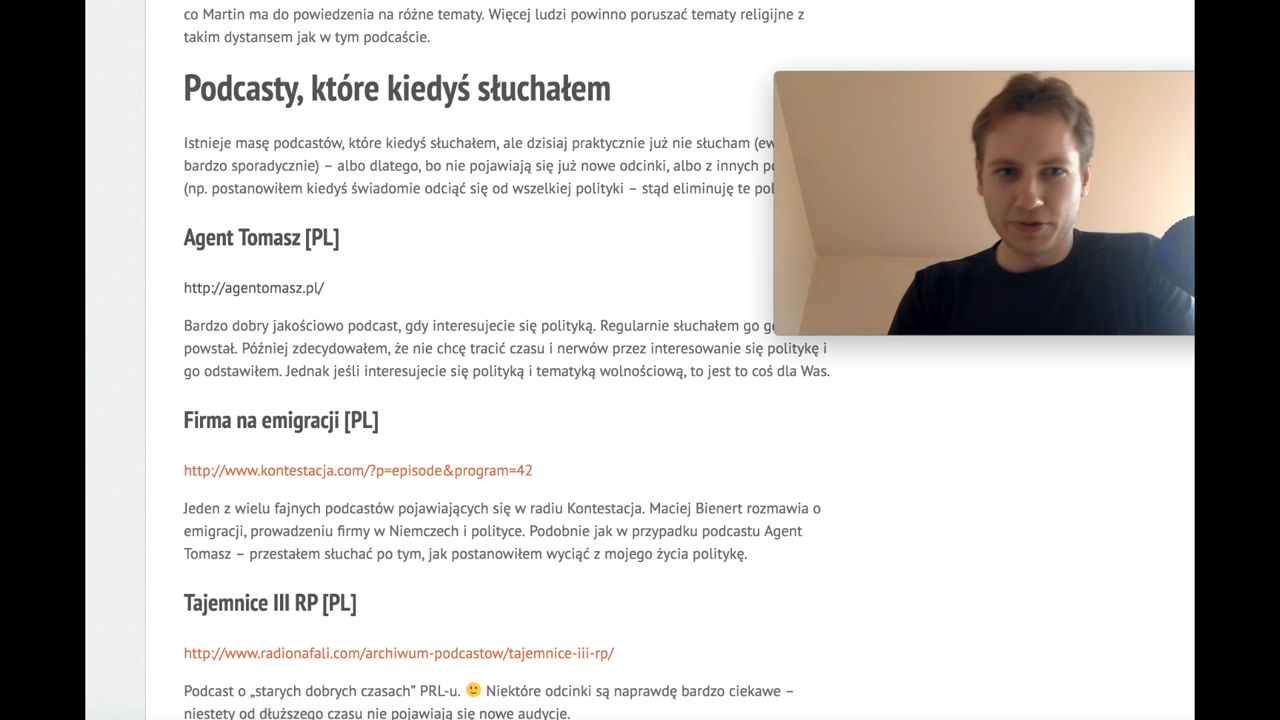 co Martin ma do powiedzenia na różne tematy. Więcej ludzi powinno poruszać tematy religijne z
takim dystansem jak w tym podcaście.
Podcasty, które kiedyś słuchałem
Istnieje masę podcastów, które kiedyś słuchałem, ale dzisiaj praktycznie już nie słucham
bardzo sporadycznie) – albo dlatego, bo nie pojawiają się już nowe odcinki, albo z innych
(np. postanowiłem kiedyś świadomie odciąć się od wszelkiej polityki – stąd eliminuję te
Agent Tomasz [PL]
http://agentomasz.pl/
Bardzo dobry jakościowo podcast, gdy interesujecie się polityką. Regularnie słuchałem go
powstał. Później zdecydowałem, że nie chcę tracić czasu i nerwów przez interesowanie się politykę i
go odstawiłem. Jednak jeśli interesujecie się polityką i tematyką wolnościową, to jest to coś dla Was.
Firma na emigracji [PL]
http://www.kontestacja.com/?p=episode&program=42
Jeden z wielu fajnych podcastów pojawiających się w radiu Kontestacja. Maciej Bienert rozmawia o
emigracji, prowadzeniu firmy w Niemczech i polityce. Podobnie jak w przypadku podcastu Agent
Tomasz – przestałem słuchać po tym, jak postanowiłem wyciąć z mojego życia politykę.
Tajemnice III RP [PL]
http://www.radionafali.com/archiwum-podcastow/tajemnice-iii-rp/
Podcast o „starych dobrych czasach” PRL-u. 🙂 Niektóre odcinki są naprawdę bardzo ciekawe –
niestety od dłuższego czasu nie pojawiają się nowe audycje.